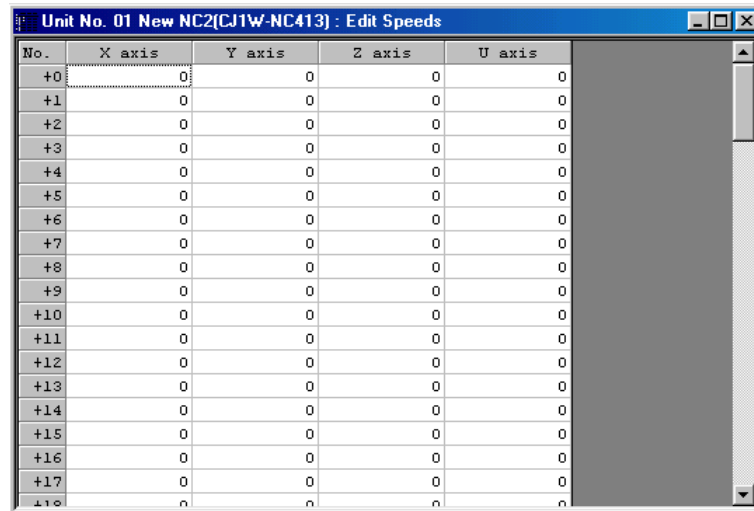 Unit No. 01 New NC2(CJ1W-NC413) : Edit Speeds
No. X axis Y axis Z axis U axis
+0 0 0 0 0
+1 0 0 0 0
+2 0 0 0 0
+3 0 0 0 0
+4 0 0 0 0
+5 0 0 0 0
+6 0 0 0 0
+7 0 0 0 0
+8 0 0 0 0
+9 0 0 0 0
+10 0 0 0 0
+11 0 0 0 0
+12 0 0 0 0
+13 0 0 0 0
+14 0 0 0 0
+15 0 0 0 0
+16 0 0 0 0
+17 0 0 0 0
+18 0 0 0 0